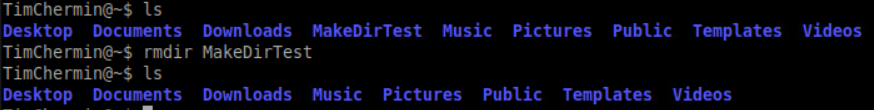 TimChermin@~$ ls
Desktop Documents Downloads MakeDirTest Music Pictures Public Templates Videos
TimChermin@~$ rmdir MakeDirTest
TimChermin@~$ ls
Desktop Documents Downloads Music Pictures Public Templates Videos